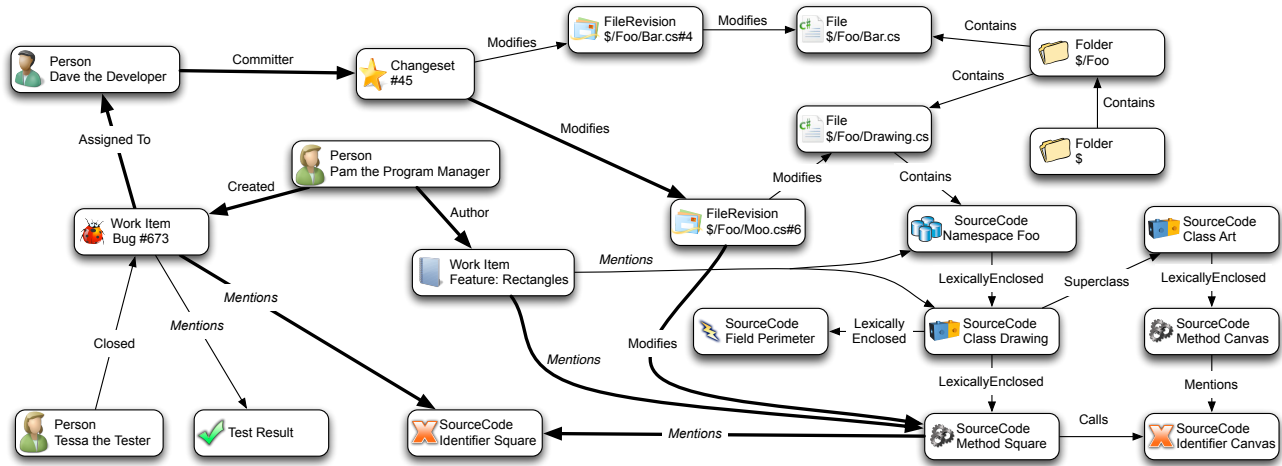 FileRevision
$/Foo/Bar.cs#4
Modifies
File
$/Foo/Bar.cs
Contains
Folder
$/Foo
Person
Dave the Developer
Committer
Changeset
#45
Modifies
Contains
Contains
Assigned To
Modifies
File
$/Foo/Drawing.cs
Folder
$
Person
Pam the Program Manager
Created
Modifies
Contains
Author
Work Item
Bug #673
FileRevision
$/Foo/Moo.cs#6
SourceCode
Namespace Foo
SourceCode
Class Art
Work Item
Feature: Rectangles
Mentions
LexicallyEnclosed
Superclass
LexicallyEnclosed
Mentions
Mentions
Closed
Mentions
Modifies
SourceCode
Field Perimeter
Lexically
Enclosed
SourceCode
Class Drawing
SourceCode
Method Canvas
LexicallyEnclosed
Mentions
Person
Tessa the Tester
Test Result
SourceCode
Identifier Square
Mentions
SourceCode
Method Square
Calls
SourceCode
Identifier Canvas